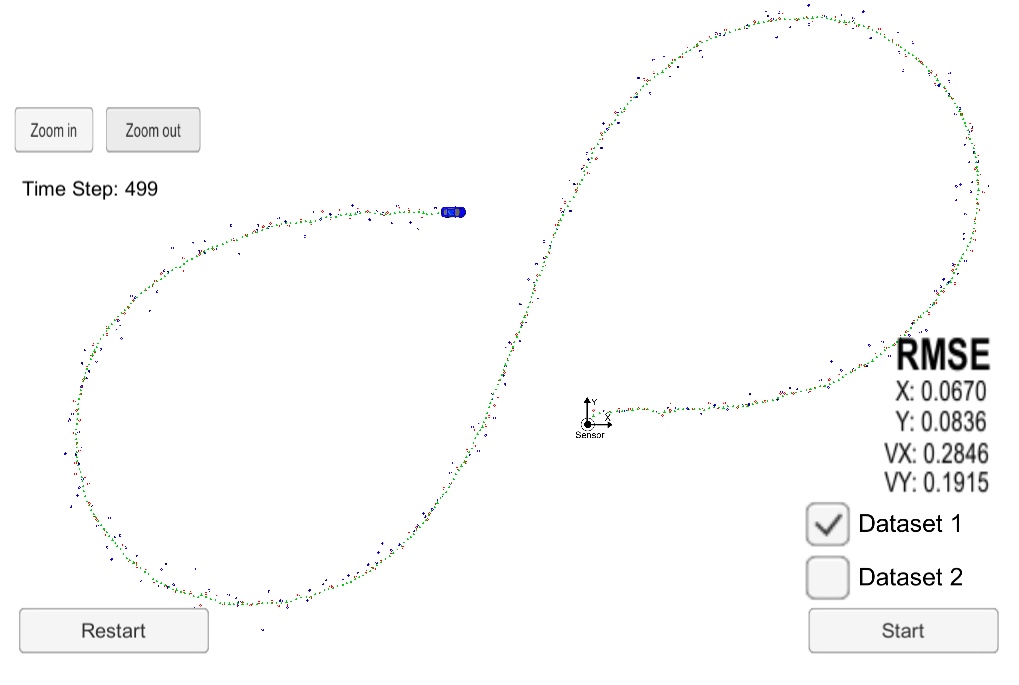 Zoom in
Zoom out
Time Step: 499
Y
X
Sensor
RMSE
X: 0.0670
Y: 0.0836
VX: 0.2846
VY: 0.1915
Dataset 1
Dataset 2
Restart
Start